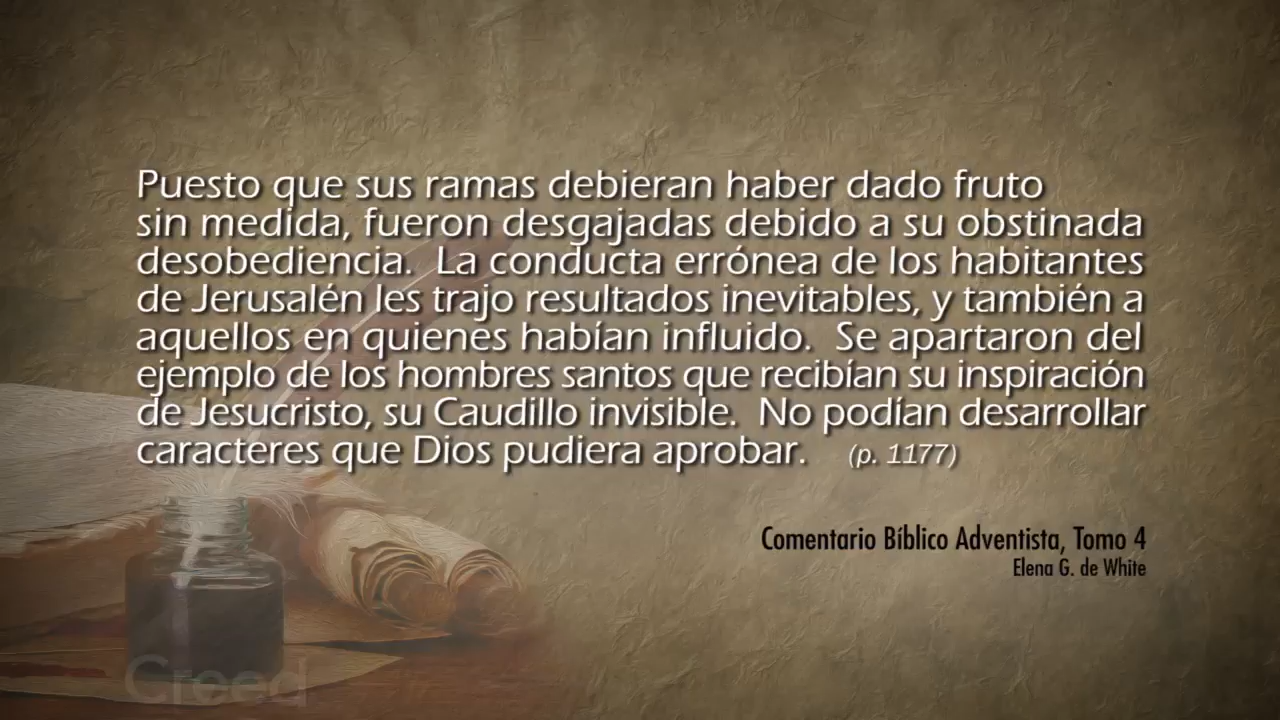 Puesto que sus ramas debieran haber dado fruto
sin medida, fueron desgajadas debido a su obstinada
desobediencia. La conducta errónea de los habitantes
de Jerusalén les trajo resultados inevitables, y también a
aquellos en quienes habían influido. Se apartaron del
ejemplo de los hombres santos que recibían su inspiración
de Jesucristo, su Caudillo invisible. No podían desarrollar
caracteres que Dios pudiera aprobar. (p. 1177)
Comentario Bíblico Adventista, Tomo 4
Elena G. de White
Creed